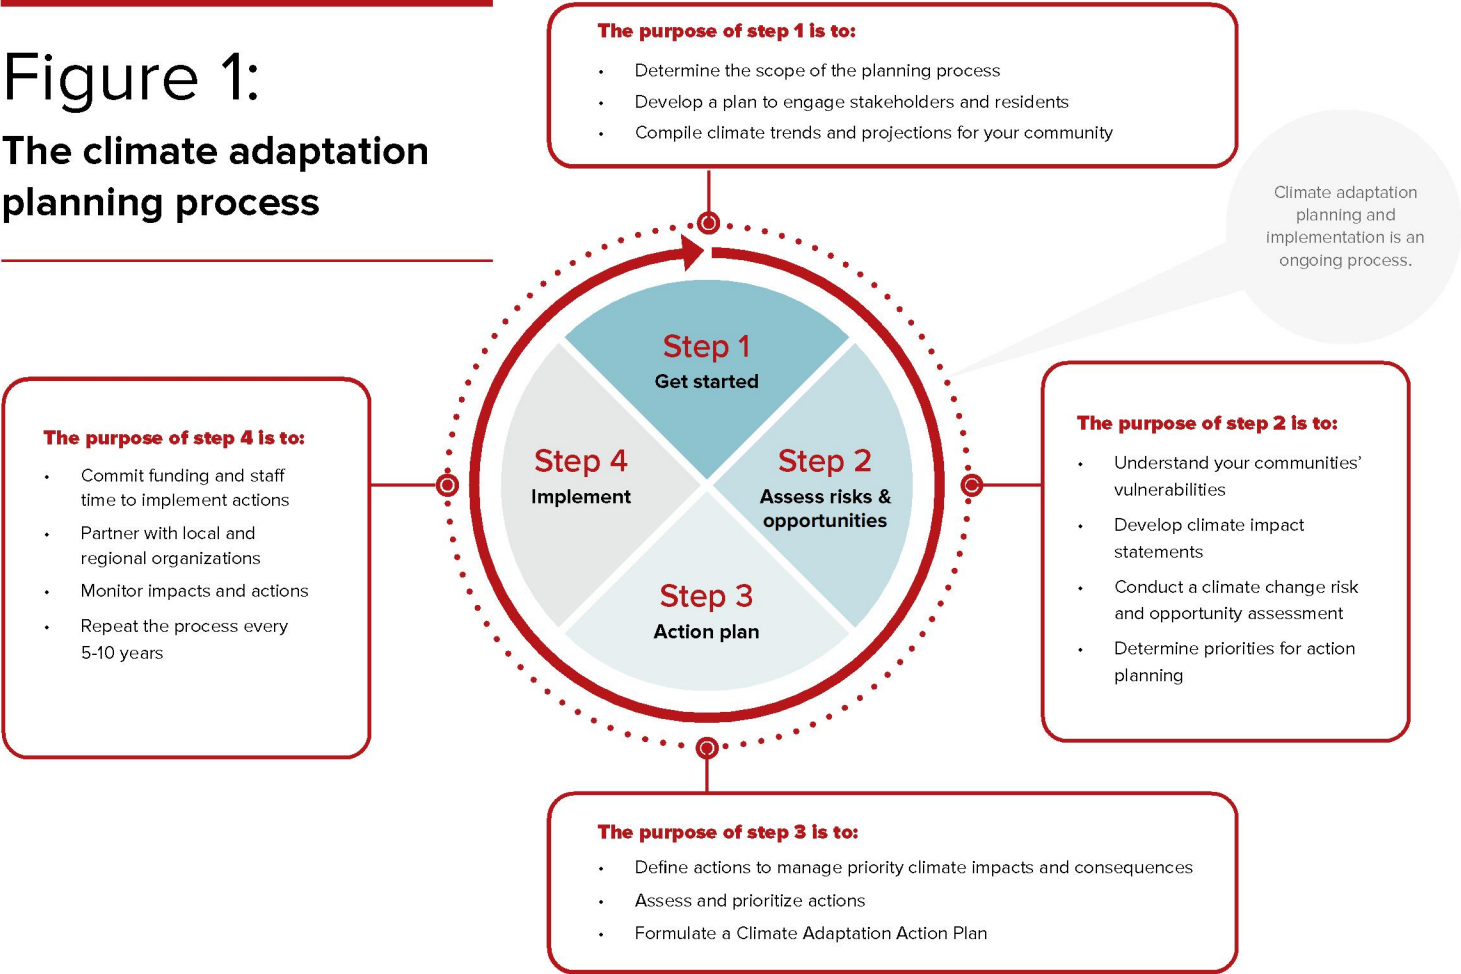 Figure 1:
The climate adaptation
planning process
The purpose of step 1 is to:
• Determine the scope of the planning process
• Develop a plan to engage stakeholders and residents
• Compile climate trends and projections for your community
Climate adaptation
planning and
implementation is an
ongoing process.
Step 1
Get started
Step 2
Assess risks &
opportunities
Step 3
Action plan
Step 4
Implement
The purpose of step 2 is to:
• Understand your communities’
vulnerabilities
• Develop climate impact
statements
• Conduct a climate change risk
and opportunity assessment
• Determine priorities for action
planning
The purpose of step 3 is to:
• Define actions to manage priority climate impacts and consequences
• Assess and prioritize actions
• Formulate a Climate Adaptation Action Plan
The purpose of step 4 is to:
• Commit funding and staff
time to implement actions
• Partner with local and
regional organizations
• Monitor impacts and actions
• Repeat the process every
5-10 years